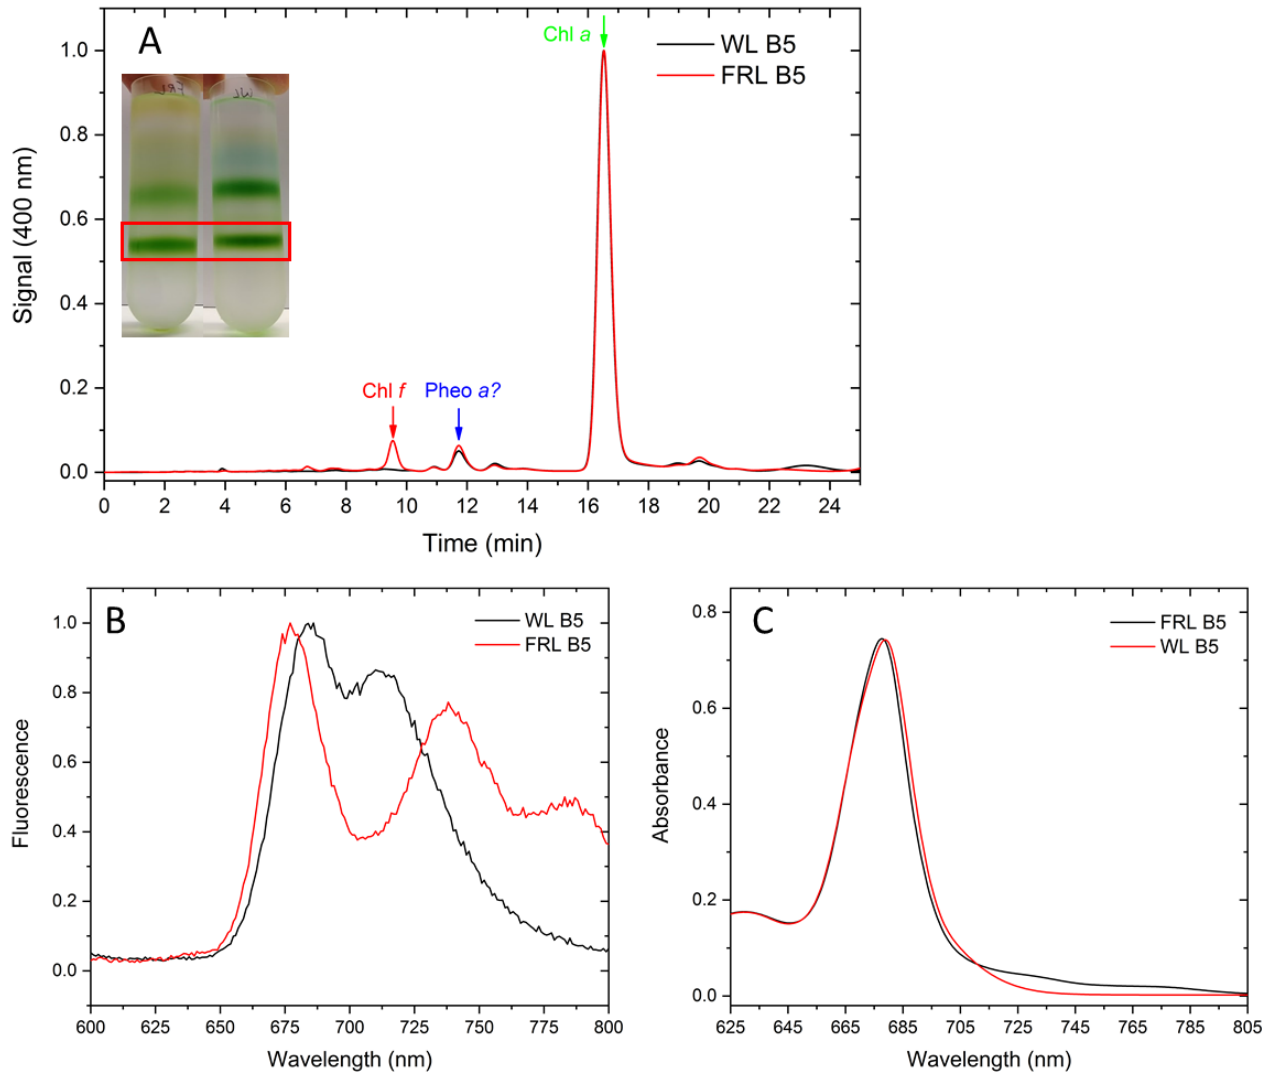 A
Chl a
WL B5
FRL B5
FRL
WL
Chl f
Pheo a?
1.0
0.8
0.6
0.4
0.2
0.0
Signal (400 nm)
0 2 4 6 8 10 12 14 16 18 20 22 24
Time (min)
B
WL B5
FRL B5
1.0
0.8
0.6
0.4
0.2
0.0
Fluorescence
600 625 650 675 700 725 750 775 800
Wavelength (nm)
C
FRL B5
WL B5
0.8
0.6
0.4
0.2
0.0
Absorbance
625 645 665 685 705 725 745 765 785 805
Wavelength (nm)